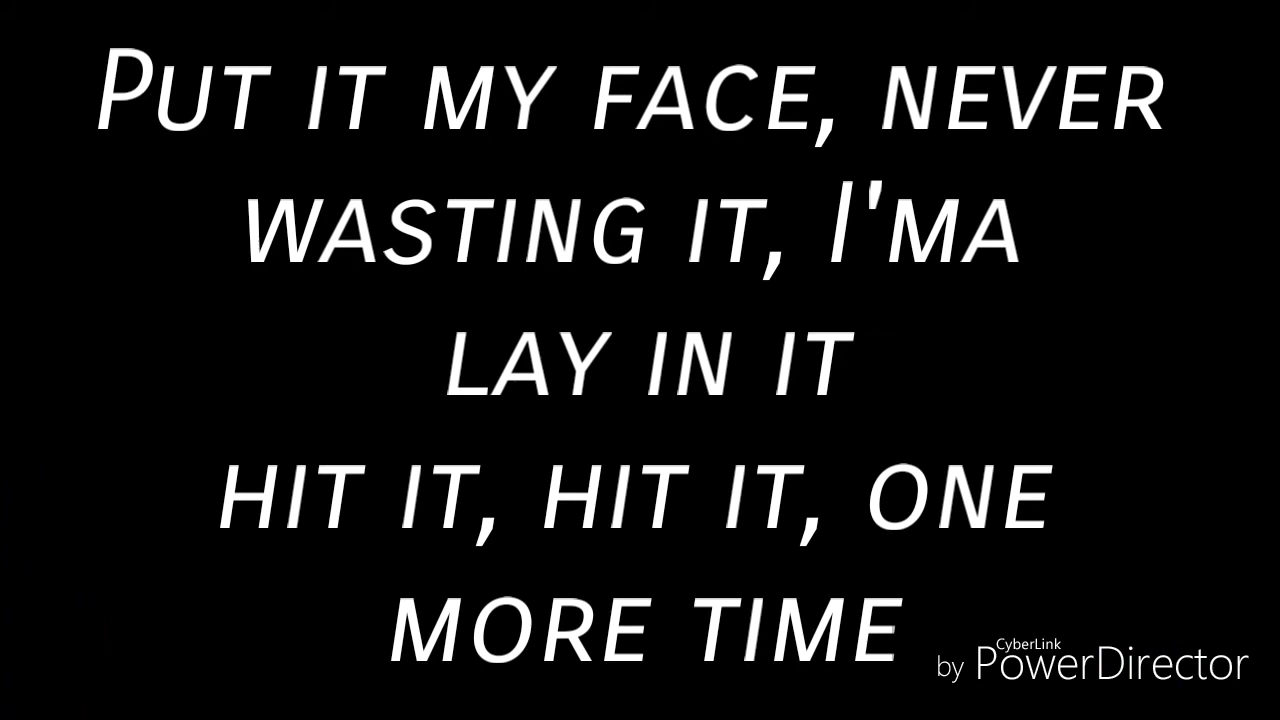 Put it my face, never
wasting it, I'ma
lay in it
hit it, hit it, one
more time
by CyberLink PowerDirector